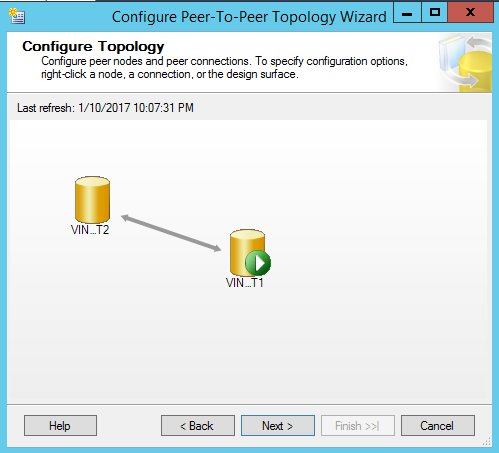 Configure Peer-To-Peer Topology Wizard
Configure Topology
Configure peer nodes and peer connections. To specify configuration options,
right-click a node, a connection, or the design surface.
Last refresh: 1/10/2017 10:07:31 PM
VIN...T2
VIN...T1
Help
< Back
Next >
Finish >>|
Cancel